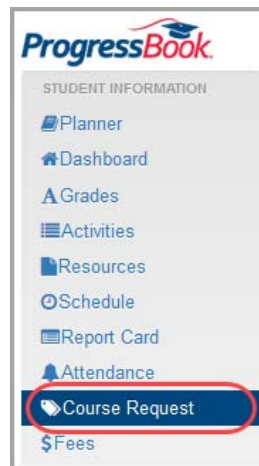 ProgressBook
STUDENT INFORMATION
Planner
Dashboard
Grades
Activities
Resources
Schedule
Report Card
Attendance
Course Request
$Fees